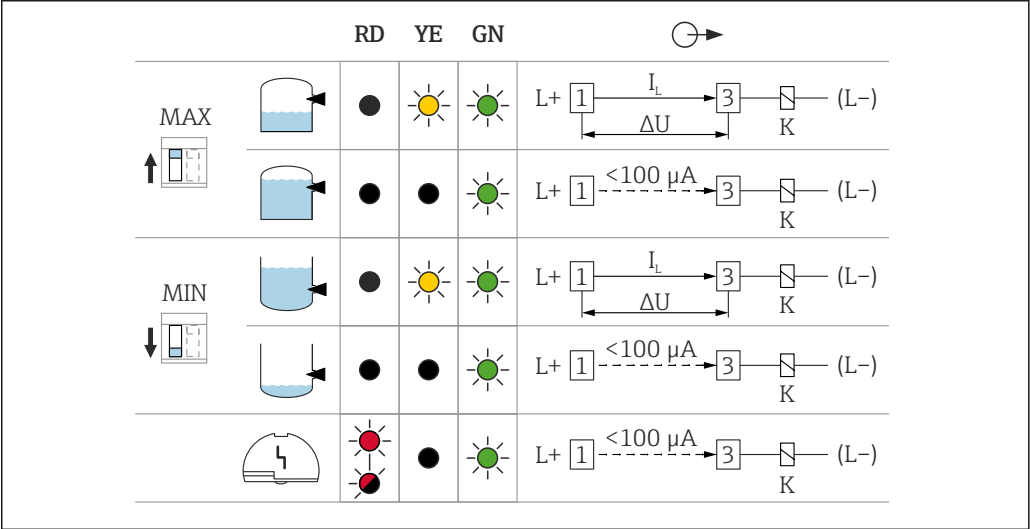 RD YE GN
MAX
L+ 1 I_L 3 (L−)
ΔU K
L+ 1 <100 µA 3 (L−)
K
MIN
L+ 1 I_L 3 (L−)
ΔU K
L+ 1 <100 µA 3 (L−)
K
L+ 1 <100 µA 3 (L−)
K